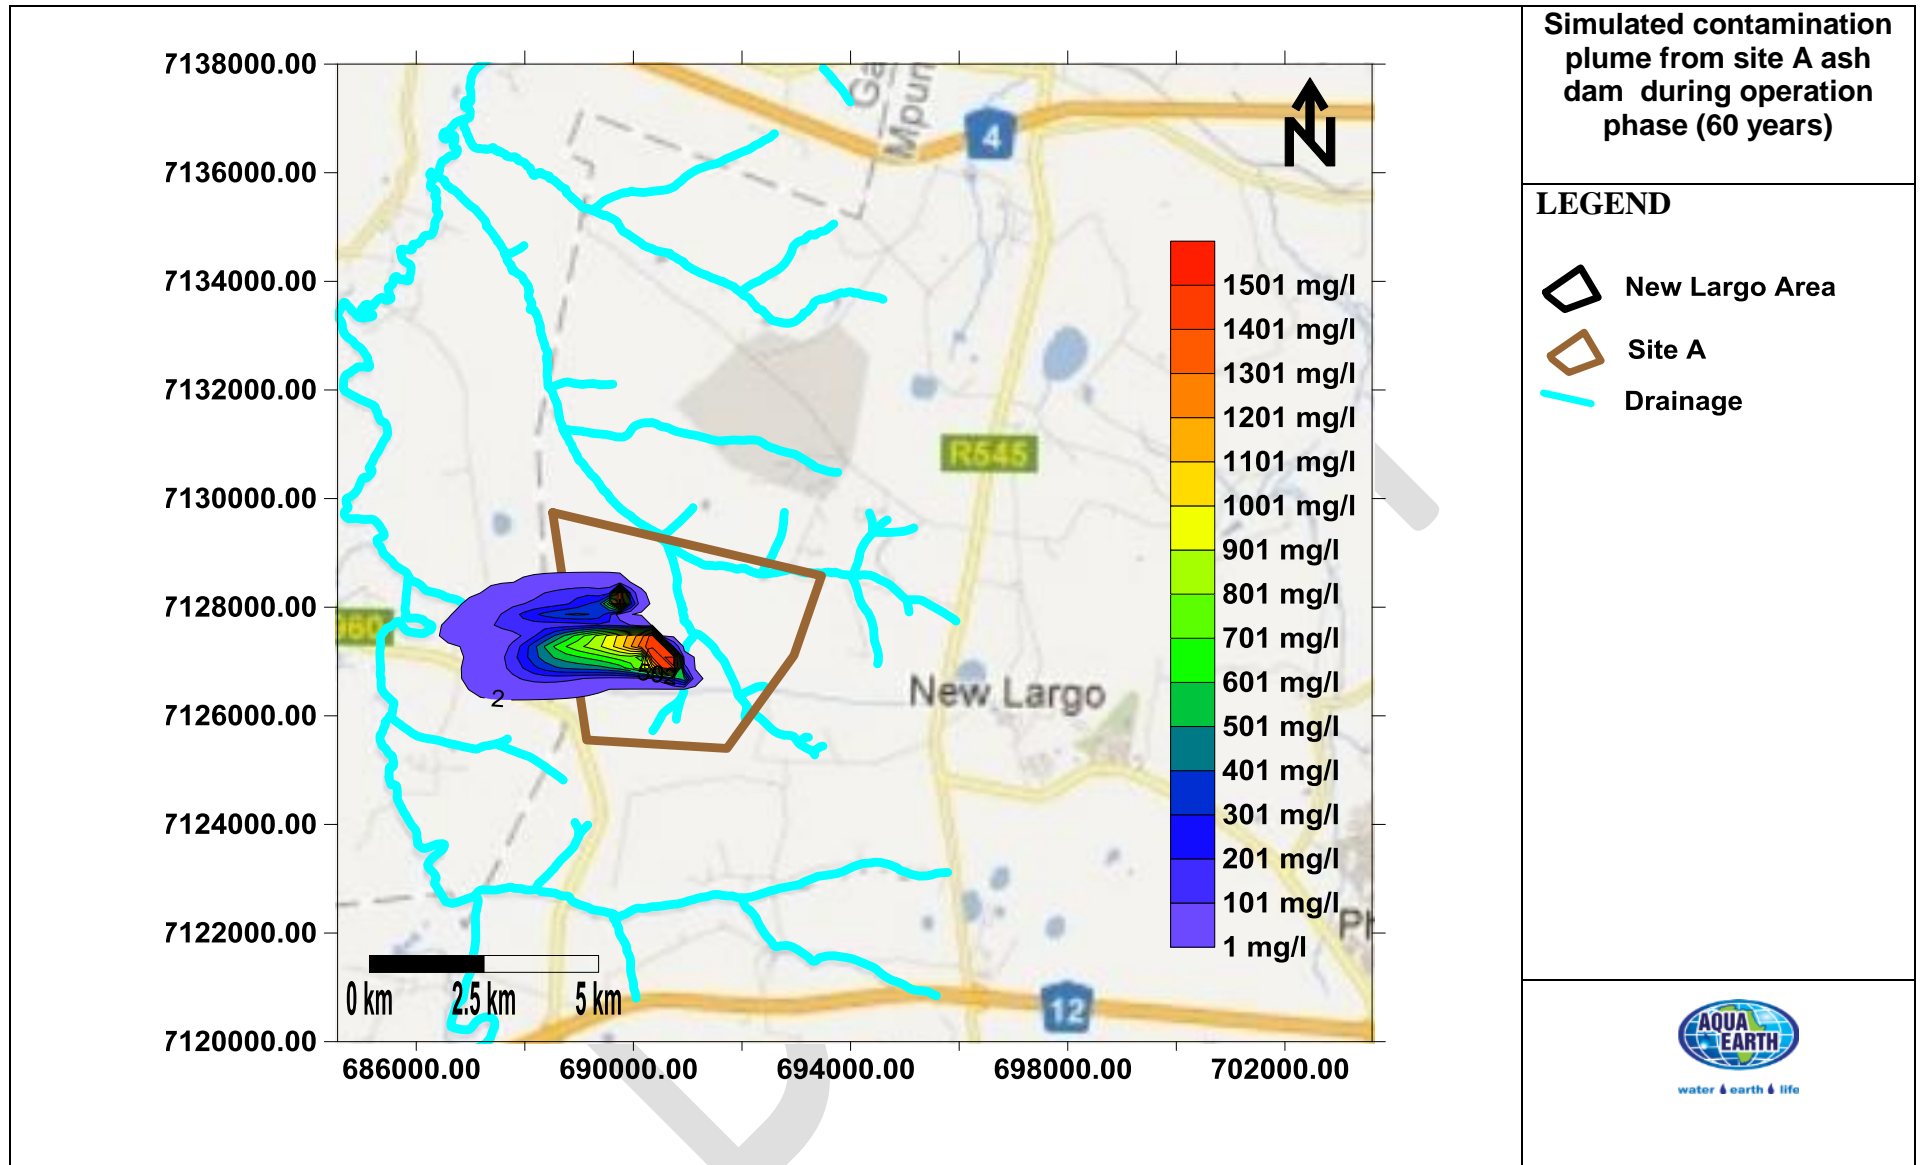 Simulated contamination
plume from site A ash
dam during operation
phase (60 years)
LEGEND
New Largo Area
Site A
Drainage
AQUA
EARTH
water earth life
7138000.00
7136000.00
7134000.00
7132000.00
7130000.00
7128000.00
7126000.00
7124000.00
7122000.00
7120000.00
686000.00
690000.00
694000.00
698000.00
702000.00
N
Ga
Mpum
4
R545
960
New Largo
12
Ph
2
1501 mg/l
1401 mg/l
1301 mg/l
1201 mg/l
1101 mg/l
1001 mg/l
901 mg/l
801 mg/l
701 mg/l
601 mg/l
501 mg/l
401 mg/l
301 mg/l
201 mg/l
101 mg/l
1 mg/l
0 km
2.5 km
5 km